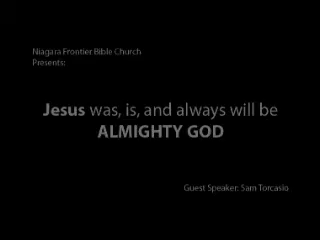 Niagara Frontier Bible Church
Presents:
Jesus was, is, and always will be
ALMIGHTY GOD
Guest Speaker: Sam Torcasio